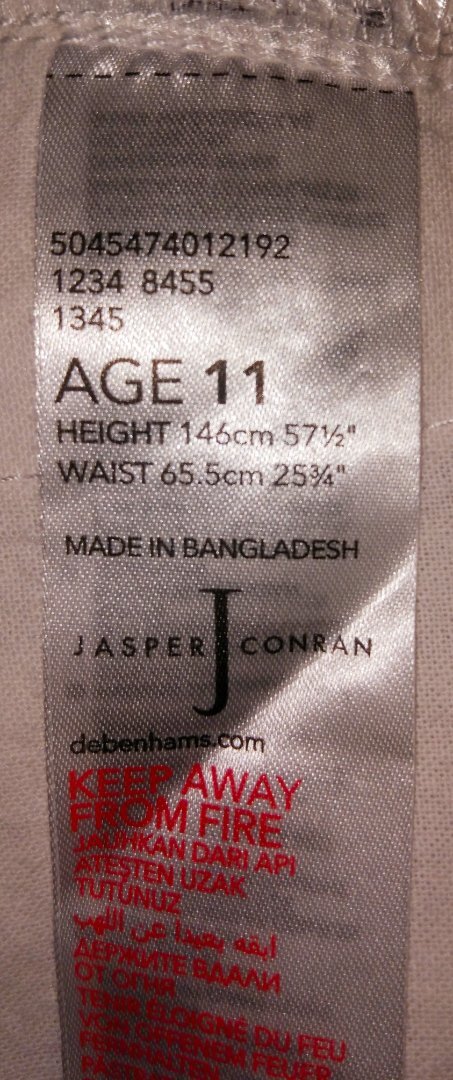 5045474012192
1234 8455
1345
AGE 11
HEIGHT 146cm 57½"
WAIST 65.5cm 25¾"
MADE IN BANGLADESH
J
JASPER CONRAN
debenhams.com
KEEP AWAY
FROM FIRE
JAUHKAN DARI API
ATEŞTEN UZAK
TUTUNUZ
ابقه بعيدا عن اللهب
ДЕРЖИТЕ ВДАЛИ
ОТ ОГНЯ
TENIR ÉLOIGNÉ DU FEU
VON OFFENEM FEUER
FERNHALTEN